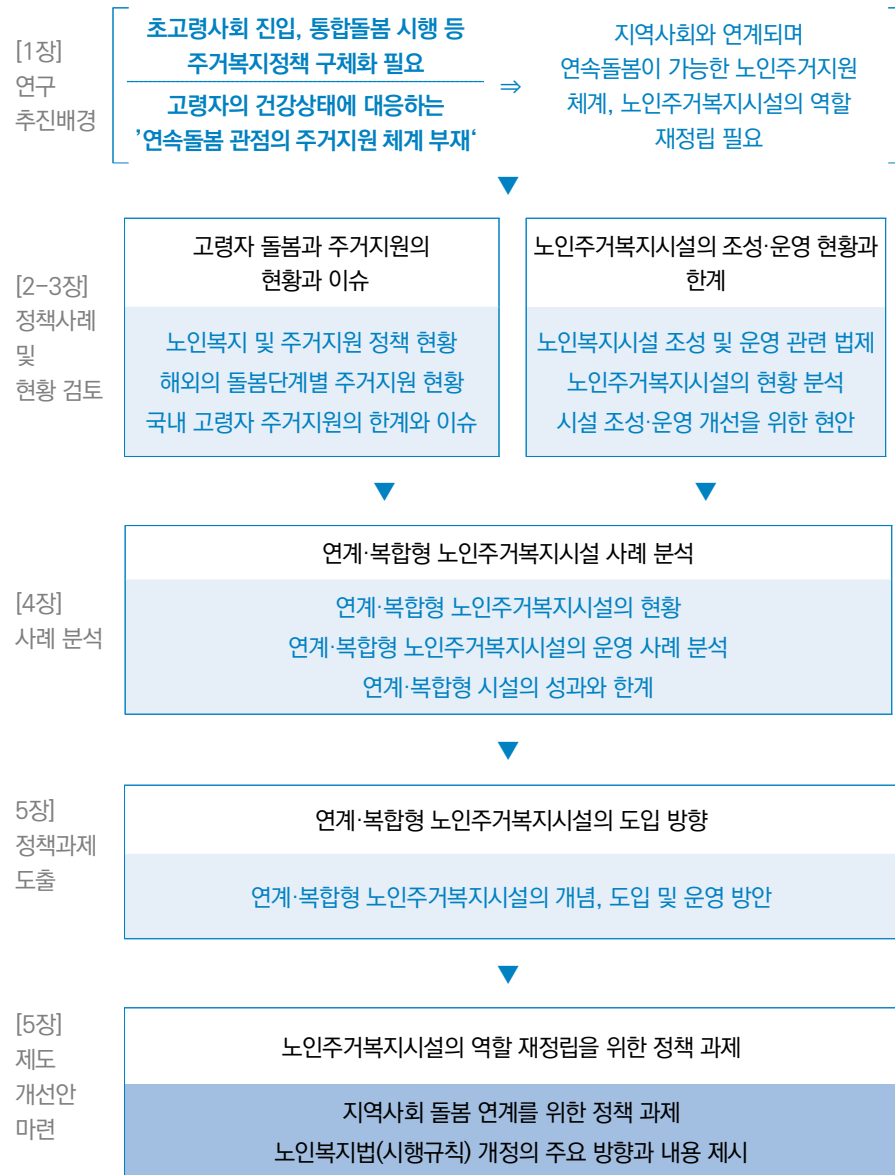 [1장]
연구
추진배경
초고령사회 진입, 통합돌봄 시행 등
주거복지정책 구체화 필요
고령자의 건강상태에 대응하는
’연속돌봄 관점의 주거지원 체계 부재‘
⇒
지역사회와 연계되며
연속돌봄이 가능한 노인주거지원
체계, 노인주거복지시설의 역할
재정립 필요
▼
[2-3장]
정책사례
및
현황 검토
고령자 돌봄과 주거지원의
현황과 이슈
노인복지 및 주거지원 정책 현황
해외의 돌봄단계별 주거지원 현황
국내 고령자 주거지원의 한계와 이슈
노인주거복지시설의 조성·운영 현황과
한계
노인복지시설 조성 및 운영 관련 법제
노인주거복지시설의 현황 분석
시설 조성·운영 개선을 위한 현안
▼ ▼
[4장]
사례 분석
연계·복합형 노인주거복지시설 사례 분석
연계·복합형 노인주거복지시설의 현황
연계·복합형 노인주거복지시설의 운영 사례 분석
연계·복합형 시설의 성과와 한계
▼
5장]
정책과제
도출
연계·복합형 노인주거복지시설의 도입 방향
연계·복합형 노인주거복지시설의 개념, 도입 및 운영 방안
▼
[5장]
제도
개선안
마련
노인주거복지시설의 역할 재정립을 위한 정책 과제
지역사회 돌봄 연계를 위한 정책 과제
노인복지법(시행규칙) 개정의 주요 방향과 내용 제시